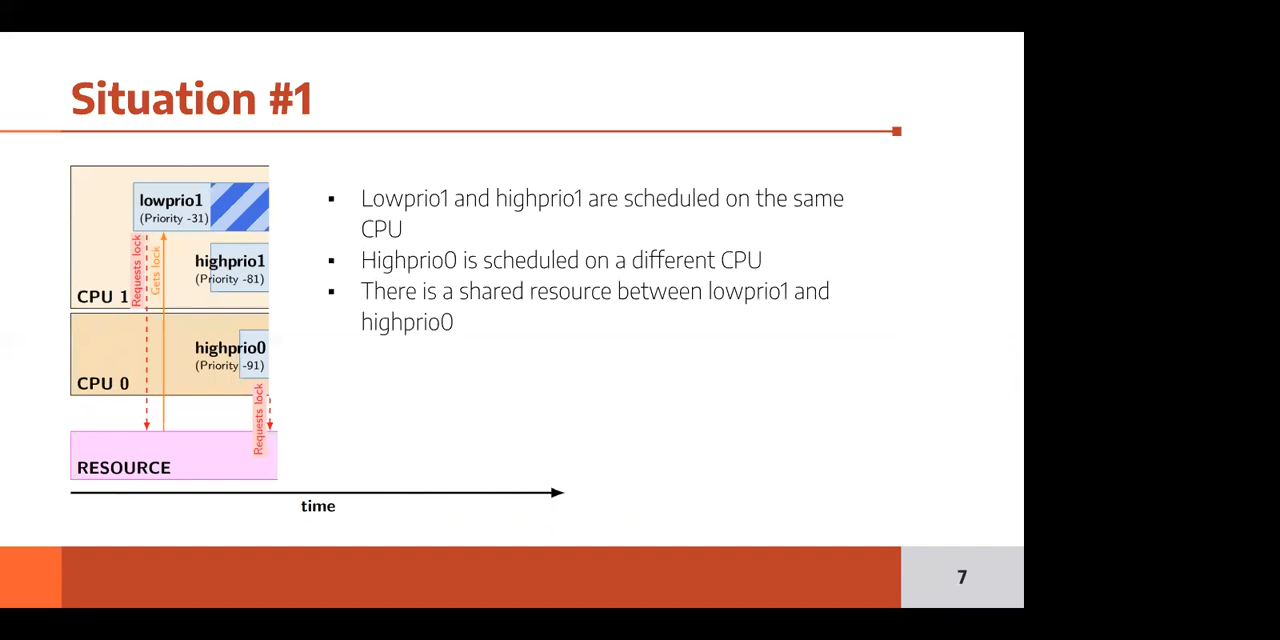 Situation #1
lowprio1
(Priority -31)
Requests lock
Gets lock
highprio1
(Priority -81)
CPU 1
highprio0
(Priority -91)
CPU 0
Requests lock
RESOURCE
time
▪ Lowprio1 and highprio1 are scheduled on the same
CPU
▪ Highprio0 is scheduled on a different CPU
▪ There is a shared resource between lowprio1 and
highprio0
7